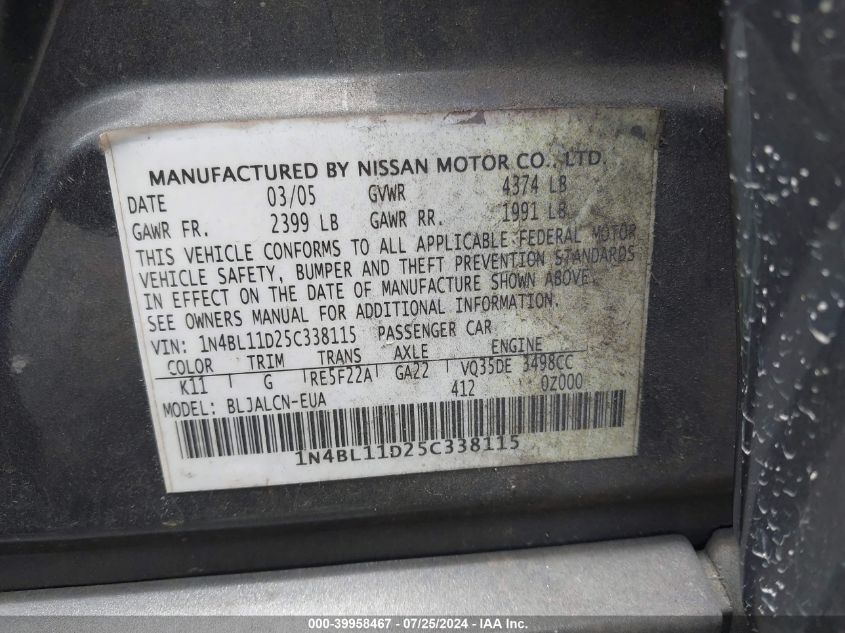 MANUFACTURED BY NISSAN MOTOR CO., LTD.
DATE 03/05 GVWR 4374 LB
GAWR FR. 2399 LB GAWR RR. 1991 LB
THIS VEHICLE CONFORMS TO ALL APPLICABLE FEDERAL MOTOR
VEHICLE SAFETY, BUMPER AND THEFT PREVENTION STANDARDS
IN EFFECT ON THE DATE OF MANUFACTURE SHOWN ABOVE.
SEE OWNERS MANUAL FOR ADDITIONAL INFORMATION.
VIN: 1N4BL11D25C338115 PASSENGER CAR
COLOR TRIM TRANS AXLE ENGINE
K11 G RE5F22A GA22 VQ35DE 3498CC
MODEL: BLJALCN-EUA 412 0Z000
1N4BL11D25C338115
000-39958467 - 07/25/2024 - IAA Inc.